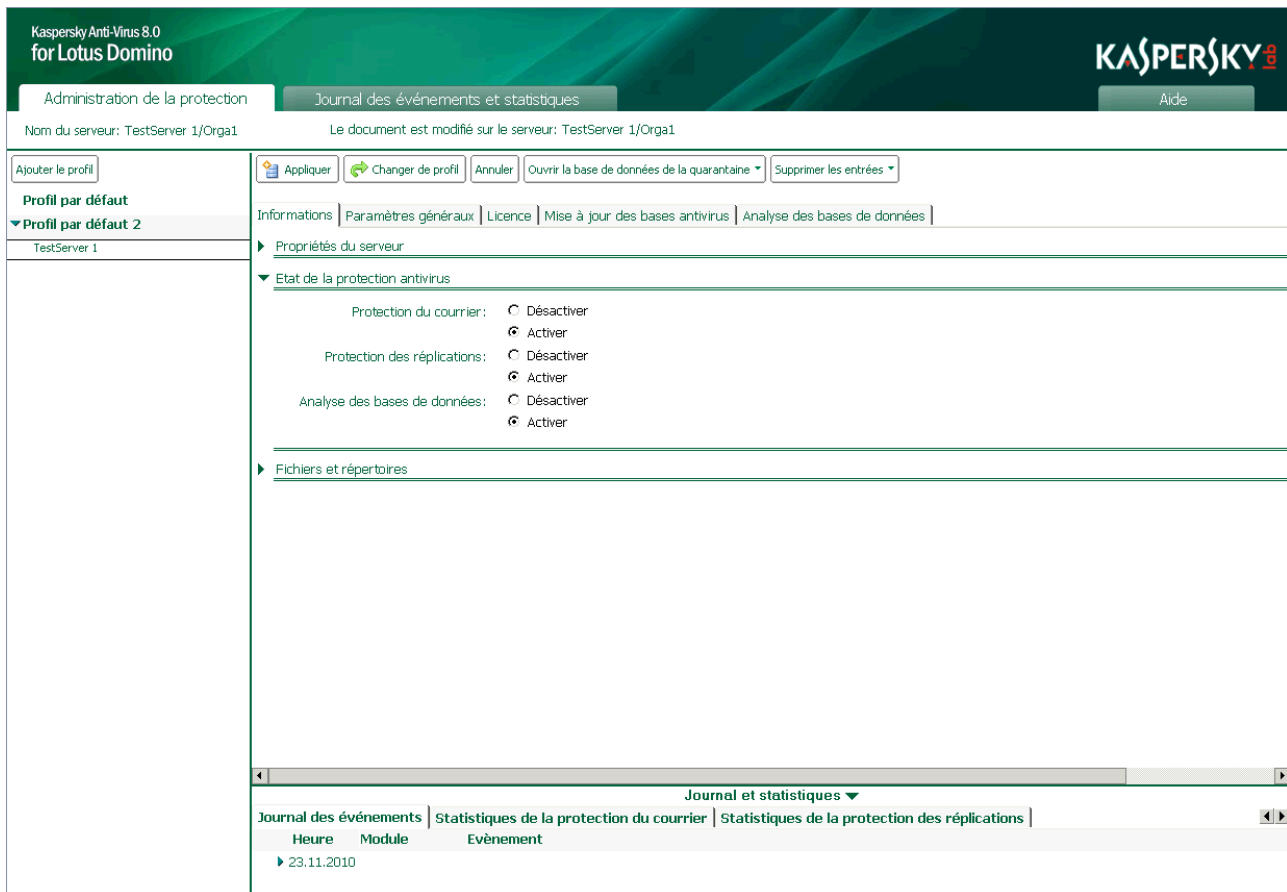 Kaspersky Anti-Virus 8.0
for Lotus Domino
KASPERSKY lab
Administration de la protection
Journal des événements et statistiques
Aide
Nom du serveur: TestServer 1/Orga1
Le document est modifié sur le serveur: TestServer 1/Orga1
Ajouter le profil
Profil par défaut
Profil par défaut 2
TestServer 1
Appliquer
Changer de profil
Annuler
Ouvrir la base de données de la quarantaine
Supprimer les entrées
Informations
Paramètres généraux
Licence
Mise à jour des bases antivirus
Analyse des bases de données
Propriétés du serveur
Etat de la protection antivirus
Protection du courrier:
Désactiver
Activer
Protection des réplications:
Désactiver
Activer
Analyse des bases de données:
Désactiver
Activer
Fichiers et répertoires
Journal et statistiques
Journal des événements
Statistiques de la protection du courrier
Statistiques de la protection des réplications
Heure
Module
Evènement
23.11.2010